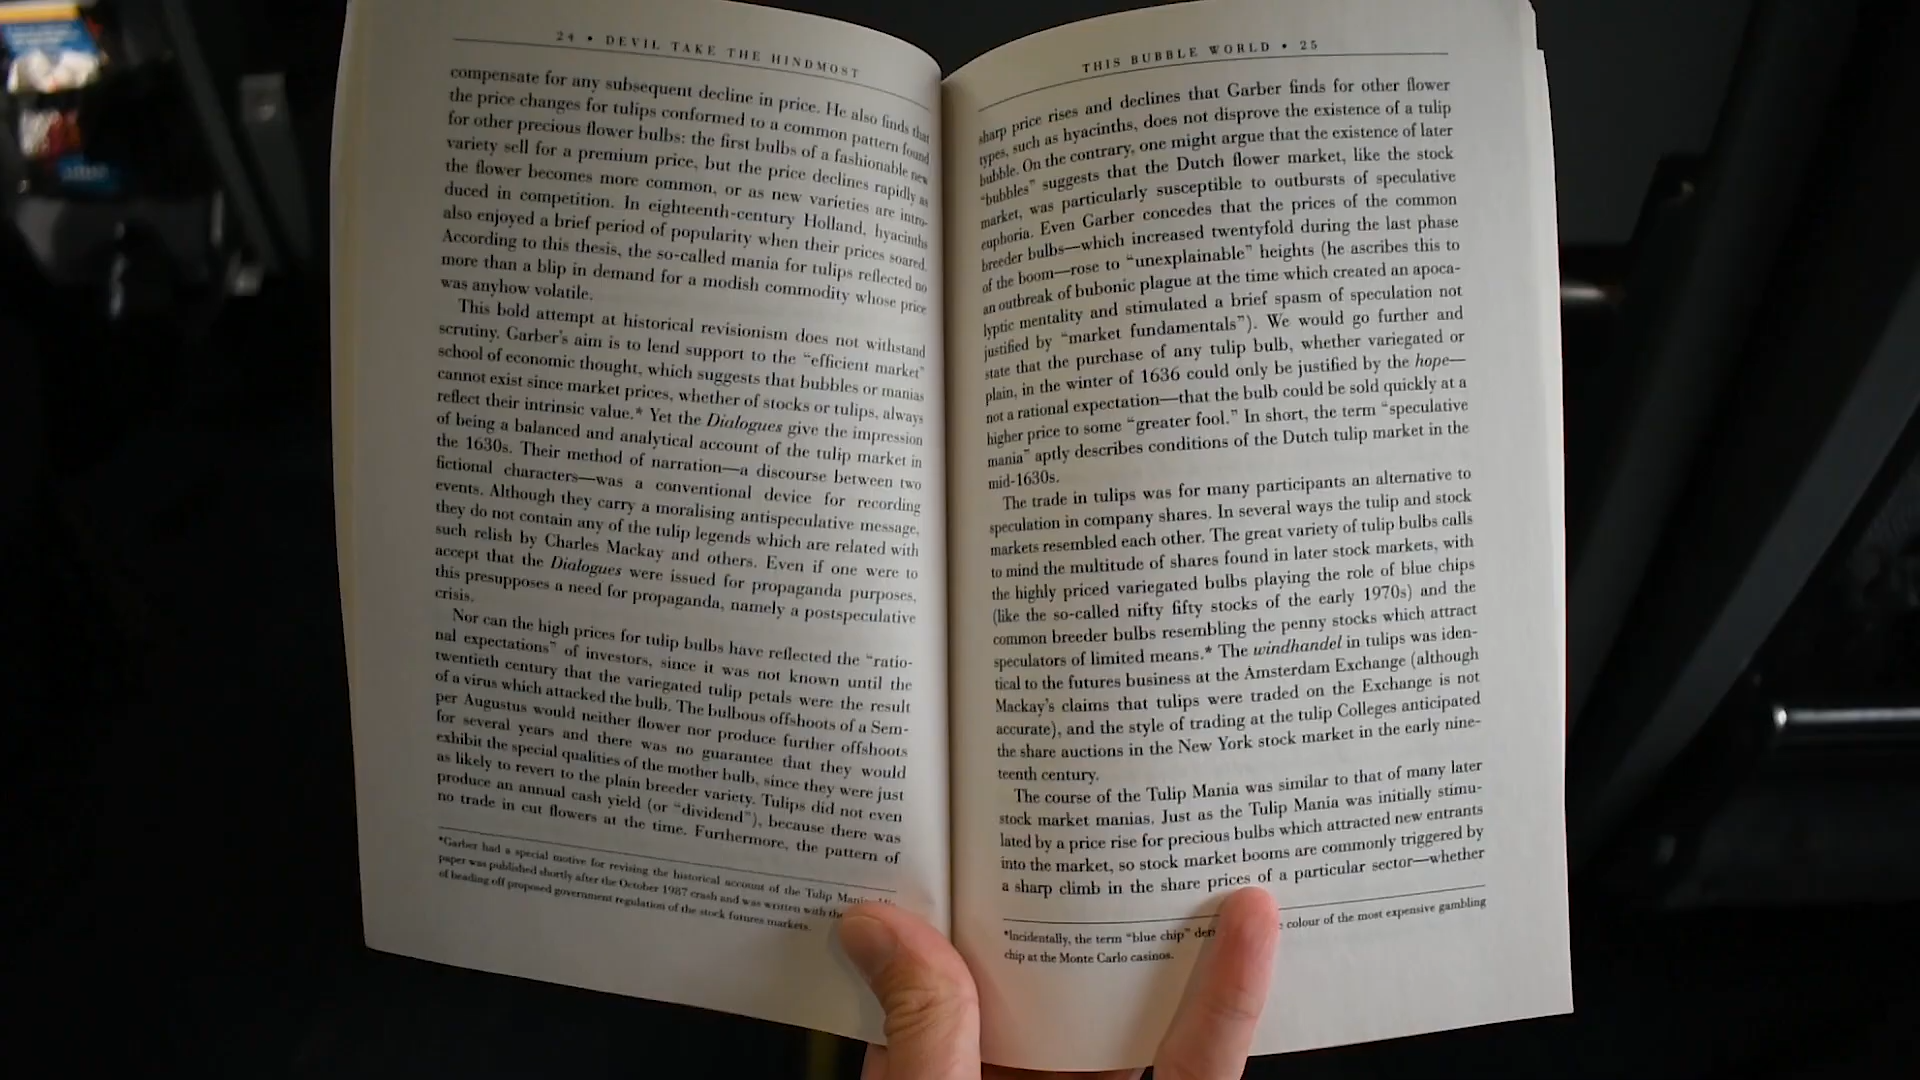 24 • DEVIL TAKE THE HINDMOST
compensate for any subsequent decline in price. He also finds that
the price changes for tulips conformed to a common pattern found
for other precious flower bulbs: the first bulbs of a fashionable new
variety sell for a premium price, but the price declines rapidly as
the flower becomes more common, or as new varieties are intro-
duced in competition. In eighteenth-century Holland, hyacinths
also enjoyed a brief period of popularity when their prices soared.
According to this thesis, the so-called mania for tulips reflected no
more than a blip in demand for a modish commodity whose price
was anyhow volatile.
This bold attempt at historical revisionism does not withstand
scrutiny. Garber's aim is to lend support to the “efficient market”
school of economic thought, which suggests that bubbles or manias
cannot exist since market prices, whether of stocks or tulips, always
reflect their intrinsic value.* Yet the Dialogues give the impression
of being a balanced and analytical account of the tulip market in
the 1630s. Their method of narration—a discourse between two
fictional characters—was a conventional device for recording
events. Although they carry a moralising antispeculative message,
they do not contain any of the tulip legends which are related with
such relish by Charles Mackay and others. Even if one were to
accept that the Dialogues were issued for propaganda purposes,
this presupposes a need for propaganda, namely a postspeculative
crisis.
Nor can the high prices for tulip bulbs have reflected the “ratio-
nal expectations” of investors, since it was not known until the
twentieth century that the variegated tulip petals were the result
of a virus which attacked the bulb. The bulbous offshoots of a Sem-
per Augustus would neither flower nor produce further offshoots
for several years and there was no guarantee that they would
exhibit the special qualities of the mother bulb, since they were just
as likely to revert to the plain breeder variety. Tulips did not even
produce an annual cash yield (or “dividend”), because there was
no trade in cut flowers at the time. Furthermore, the pattern of
*Garber had a special motive for revising the historical account of the Tulip Mania.
paper was published shortly after the October 1987 crash and was written with the
of heading off proposed government regulation of the stock futures markets.
THIS BUBBLE WORLD • 25
sharp price rises and declines that Garber finds for other flower
types, such as hyacinths, does not disprove the existence of a tulip
bubble. On the contrary, one might argue that the existence of later
“bubbles” suggests that the Dutch flower market, like the stock
market, was particularly susceptible to outbursts of speculative
euphoria. Even Garber concedes that the prices of the common
breeder bulbs—which increased twentyfold during the last phase
of the boom—rose to “unexplainable” heights (he ascribes this to
an outbreak of bubonic plague at the time which created an apoca-
lyptic mentality and stimulated a brief spasm of speculation not
justified by “market fundamentals”). We would go further and
state that the purchase of any tulip bulb, whether variegated or
plain, in the winter of 1636 could only be justified by the hope—
not a rational expectation—that the bulb could be sold quickly at a
higher price to some “greater fool.” In short, the term “speculative
mania” aptly describes conditions of the Dutch tulip market in the
mid-1630s.
The trade in tulips was for many participants an alternative to
speculation in company shares. In several ways the tulip and stock
markets resembled each other. The great variety of tulip bulbs calls
to mind the multitude of shares found in later stock markets, with
the highly priced variegated bulbs playing the role of blue chips
(like the so-called nifty fifty stocks of the early 1970s) and the
common breeder bulbs resembling the penny stocks which attract
speculators of limited means.* The windhandel in tulips was iden-
tical to the futures business at the Amsterdam Exchange (although
Mackay's claims that tulips were traded on the Exchange is not
accurate), and the style of trading at the tulip Colleges anticipated
the share auctions in the New York stock market in the early nine-
teenth century.
The course of the Tulip Mania was similar to that of many later
stock market manias. Just as the Tulip Mania was initially stimu-
lated by a price rise for precious bulbs which attracted new entrants
into the market, so stock market booms are commonly triggered by
a sharp climb in the share prices of a particular sector—whether
*Incidentally, the term “blue chip” colour of the most expensive gambling
chip at the Monte Carlo casinos.